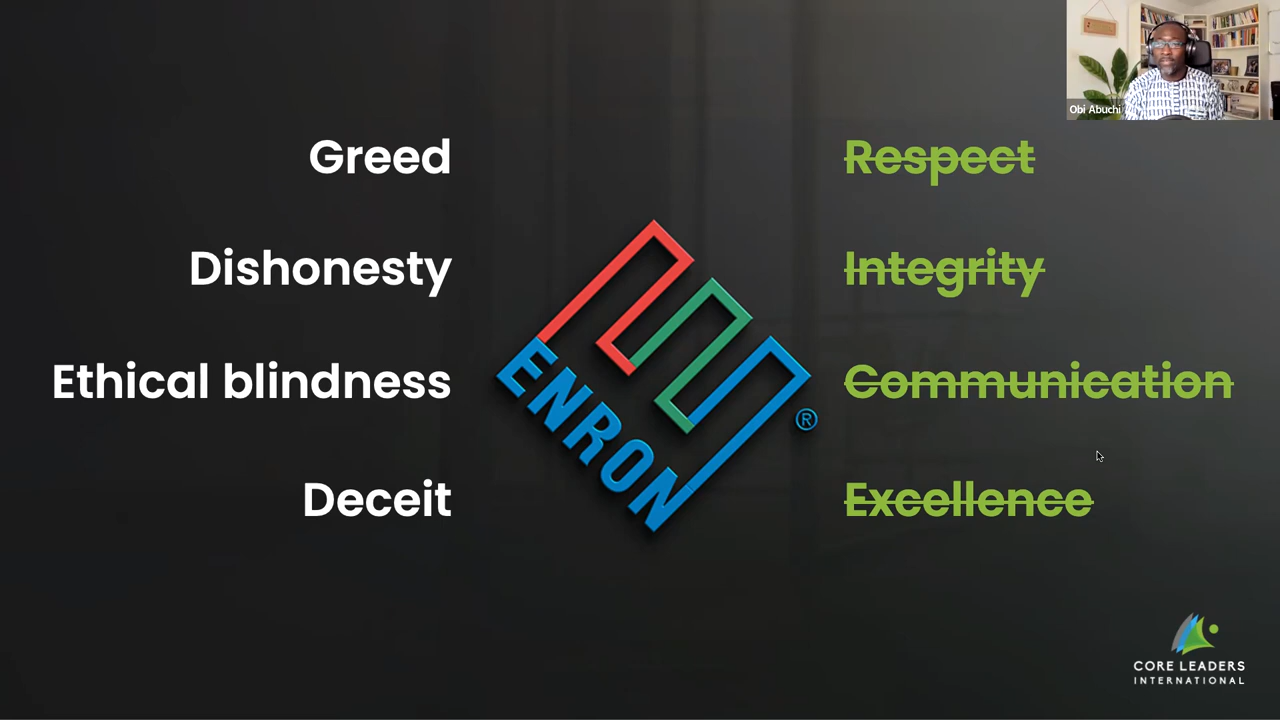 Obi Abuchi
Greed
Respect
Dishonesty
Integrity
Ethical blindness
Communication
Deceit
Excellence
ENRON
®
CORE LEADERS
INTERNATIONAL